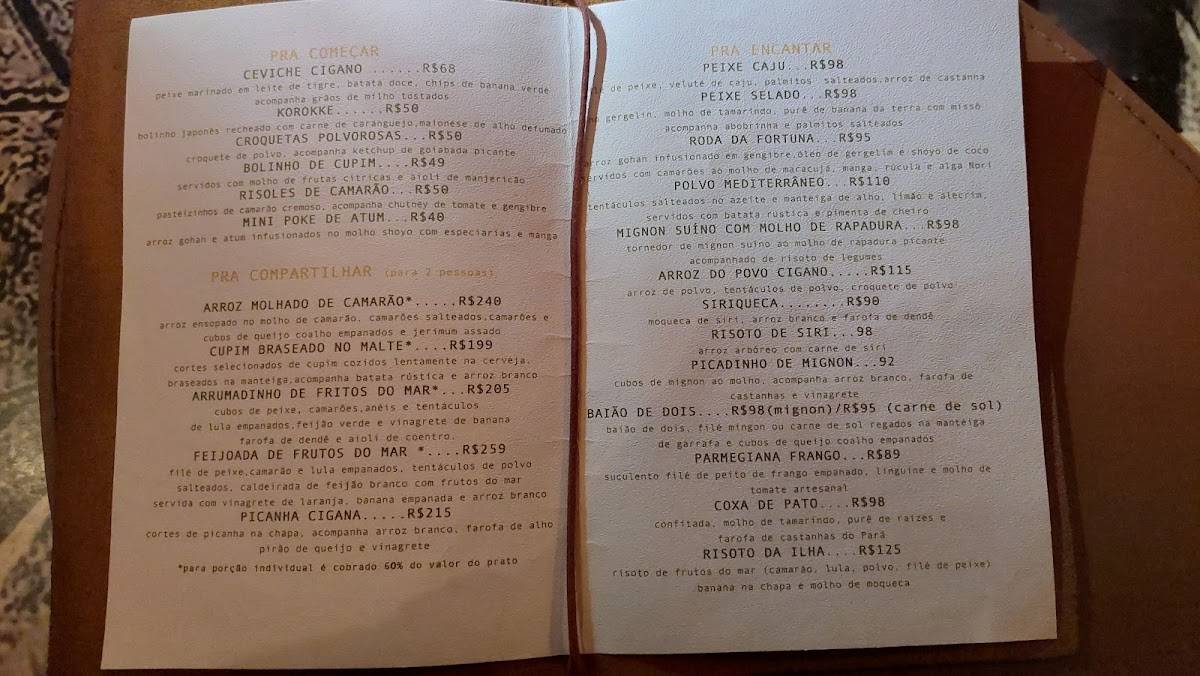 PRA COMEÇAR
CEVICHE CIGANO ......R$68
peixe marinado em leite de tigre, batata doce, chips de banana verde
acompanha grãos de milho tostados
KOROKKE......R$50
bolinho japonês recheado com carne de caranguejo,maionese de alho defumado
CROQUETAS POLVOROSAS...R$50
croquete de polvo, acompanha ketchup de goiabada picante
BOLINHO DE CUPIM....R$49
servidos com molho de frutas cítricas e aioli de manjericão
RISOLES DE CAMARÃO...R$50
pasteizinhos de camarão cremoso, acompanha chutney de tomate e gengibre
MINI POKE DE ATUM...R$40
arroz gohan e atum infusionados no molho shoyo com especiarias e manga
PRA COMPARTILHAR (para 2 pessoas)
ARROZ MOLHADO DE CAMARÃO*.....R$240
arroz ensopado no molho de camarão, camarões salteados,camarões e
cubos de queijo coalho empanados e jerimum assado
CUPIM BRASEADO NO MALTE*....R$199
cortes selecionados de cupim cozidos lentamente na cerveja,
braseados na manteiga,acompanha batata rústica e arroz branco
ARRUMADINHO DE FRITOS DO MAR*...R$205
cubos de peixe, camarões,anéis e tentáculos
de lula empanados,feijão verde e vinagrete de banana
farofa de dendê e aioli de coentro.
FEIJOADA DE FRUTOS DO MAR *....R$259
filé de peixe,camarão e lula empanados, tentáculos de polvo
salteados, caldeirada de feijão branco com frutos do mar
servida com vinagrete de laranja, banana empanada e arroz branco
PICANHA CIGANA.....R$215
cortes de picanha na chapa, acompanha arroz branco, farofa de alho
pirão de queijo e vinagrete
*para porção individual é cobrado 60% do valor do prato
PRA ENCANTAR
PEIXE CAJU...R$98
de peixe, velutê de caju, palmitos salteados,arroz de castanha
PEIXE SELADO...R$98
gergelin, molho de tamarindo, purê de banana da terra com missô
acompanha abobrinha e palmitos salteados
RODA DA FORTUNA...R$95
arroz gohan infusionado em gengibre,óleo de gergelim e shoyo de coco
servidos com camarões ao molho de maracujá, manga, rúcula e alga Nori
POLVO MEDITERRÂNEO...R$110
tentáculos salteados no azeite e manteiga de alho, limão e alecrim,
servidos com batata rústica e pimenta de cheiro
MIGNON SUÍNO COM MOLHO DE RAPADURA...R$98
tornedor de mignon suíno ao molho de rapadura picante
acompanhado de risoto de legumes
ARROZ DO POVO CIGANO.....R$115
arroz de polvo, tentáculos de polvo, croquete de polvo
SIRIQUECA........R$90
moqueca de siri, arroz branco e farofa de dendê
RISOTO DE SIRI...98
arroz arbóreo com carne de siri
PICADINHO DE MIGNON...92
cubos de mignon ao molho, acompanha arroz branco, farofa de
castanhas e vinagrete
BAIÃO DE DOIS....R$98(mignon)/R$95 (carne de sol)
baião de dois, filé mingon ou carne de sol regados na manteiga
de garrafa e cubos de queijo coalho empanados
PARMEGIANA FRANGO...R$89
suculento filé de peito de frango empanado, linguine e molho de
tomate artesanal
COXA DE PATO....R$98
confitada, molho de tamarindo, purê de raízes e
farofa de castanhas do Pará
RISOTO DA ILHA....R$125
risoto de frutos do mar (camarão, lula, polvo, filé de peixe)
banana na chapa e molho de moqueca